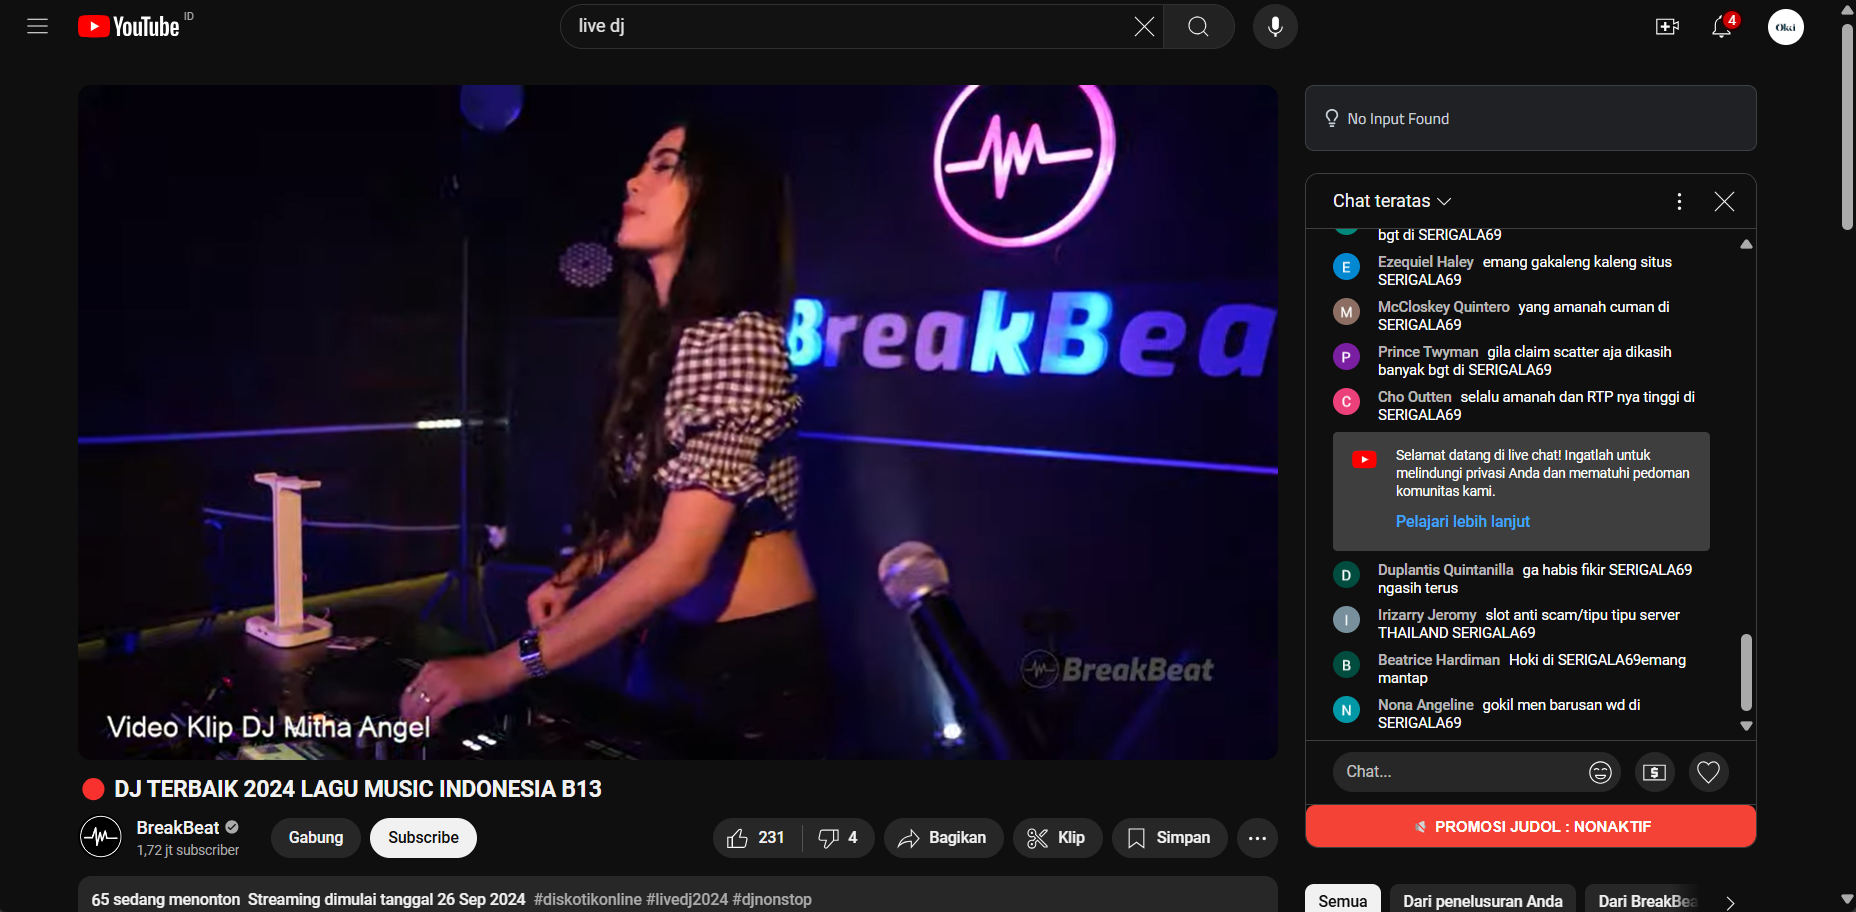 YouTube ID
live dj
4
Oki
No Input Found
BreakBea
BreakBeat
Video Klip DJ Mitha Angel
Chat teratas
bgt di SERIGALA69
E Ezequiel Haley emang gakaleng kaleng situs
SERIGALA69
M McCloskey Quintero yang amanah cuman di
SERIGALA69
P Prince Twyman gila claim scatter aja dikasih
banyak bgt di SERIGALA69
C Cho Outten selalu amanah dan RTP nya tinggi di
SERIGALA69
Selamat datang di live chat! Ingatlah untuk
melindungi privasi Anda dan mematuhi pedoman
komunitas kami.
Pelajari lebih lanjut
D Duplantis Quintanilla ga habis fikir SERIGALA69
ngasih terus
I Irizarry Jeromy slot anti scam/tipu tipu server
THAILAND SERIGALA69
B Beatrice Hardiman Hoki di SERIGALA69emang
mantap
N Nona Angeline gokil men barusan wd di
SERIGALA69
Chat...
PROMOSI JUDOL : NONAKTIF
DJ TERBAIK 2024 LAGU MUSIC INDONESIA B13
BreakBeat
1,72 jt subscriber
Gabung
Subscribe
231
4
Bagikan
Klip
Simpan
65 sedang menonton Streaming dimulai tanggal 26 Sep 2024 #diskotikonline #livedj2024 #djnonstop
Semua
Dari penelusuran Anda
Dari BreakBea